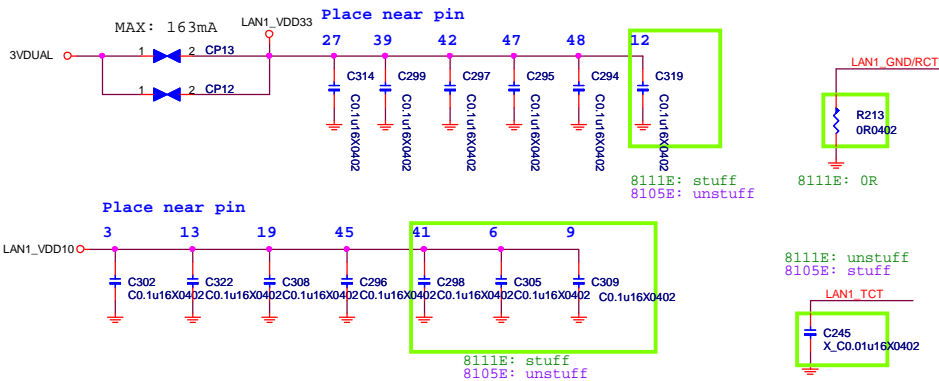 MAX: 163mA
LAN1_VDD33
Place near pin
3VDUAL
1 2 CP13
1 2 CP12
27 39 42 47 48 12
C314 C299 C297 C295 C294 C319
C0.1u16X0402 C0.1u16X0402 C0.1u16X0402 C0.1u16X0402 C0.1u16X0402 C0.1u16X0402
8111E: stuff
8105E: unstuff
LAN1_GND/RCT
R213
0R0402
8111E: 0R
Place near pin
3 13 19 45 41 6 9
LAN1_VDD10
C302 C322 C308 C296 C298 C305 C309
C0.1u16X0402 C0.1u16X0402 C0.1u16X0402 C0.1u16X0402 C0.1u16X0402 C0.1u16X0402 C0.1u16X0402
8111E: stuff
8105E: unstuff
8111E: unstuff
8105E: stuff
LAN1_TCT
C245
X_C0.01u16X0402